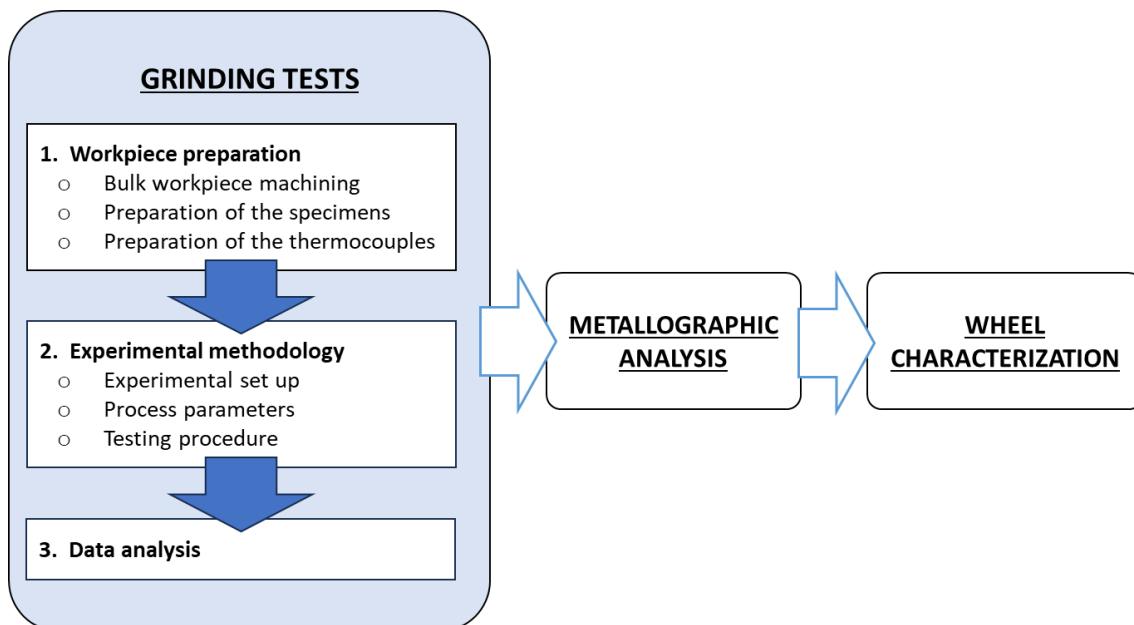 GRINDING TESTS
1. Workpiece preparation
o Bulk workpiece machining
o Preparation of the specimens
o Preparation of the thermocouples
2. Experimental methodology
o Experimental set up
o Process parameters
o Testing procedure
3. Data analysis
METALLOGRAPHIC
ANALYSIS
WHEEL
CHARACTERIZATION